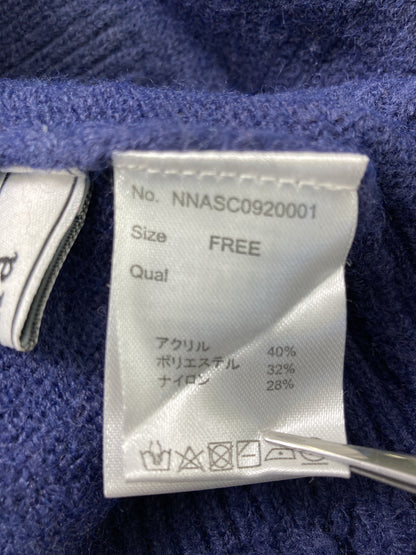 No. NNASC0920001
Size FREE
Qual
アクリル 40%
ポリエステル 32%
ナイロン 28%